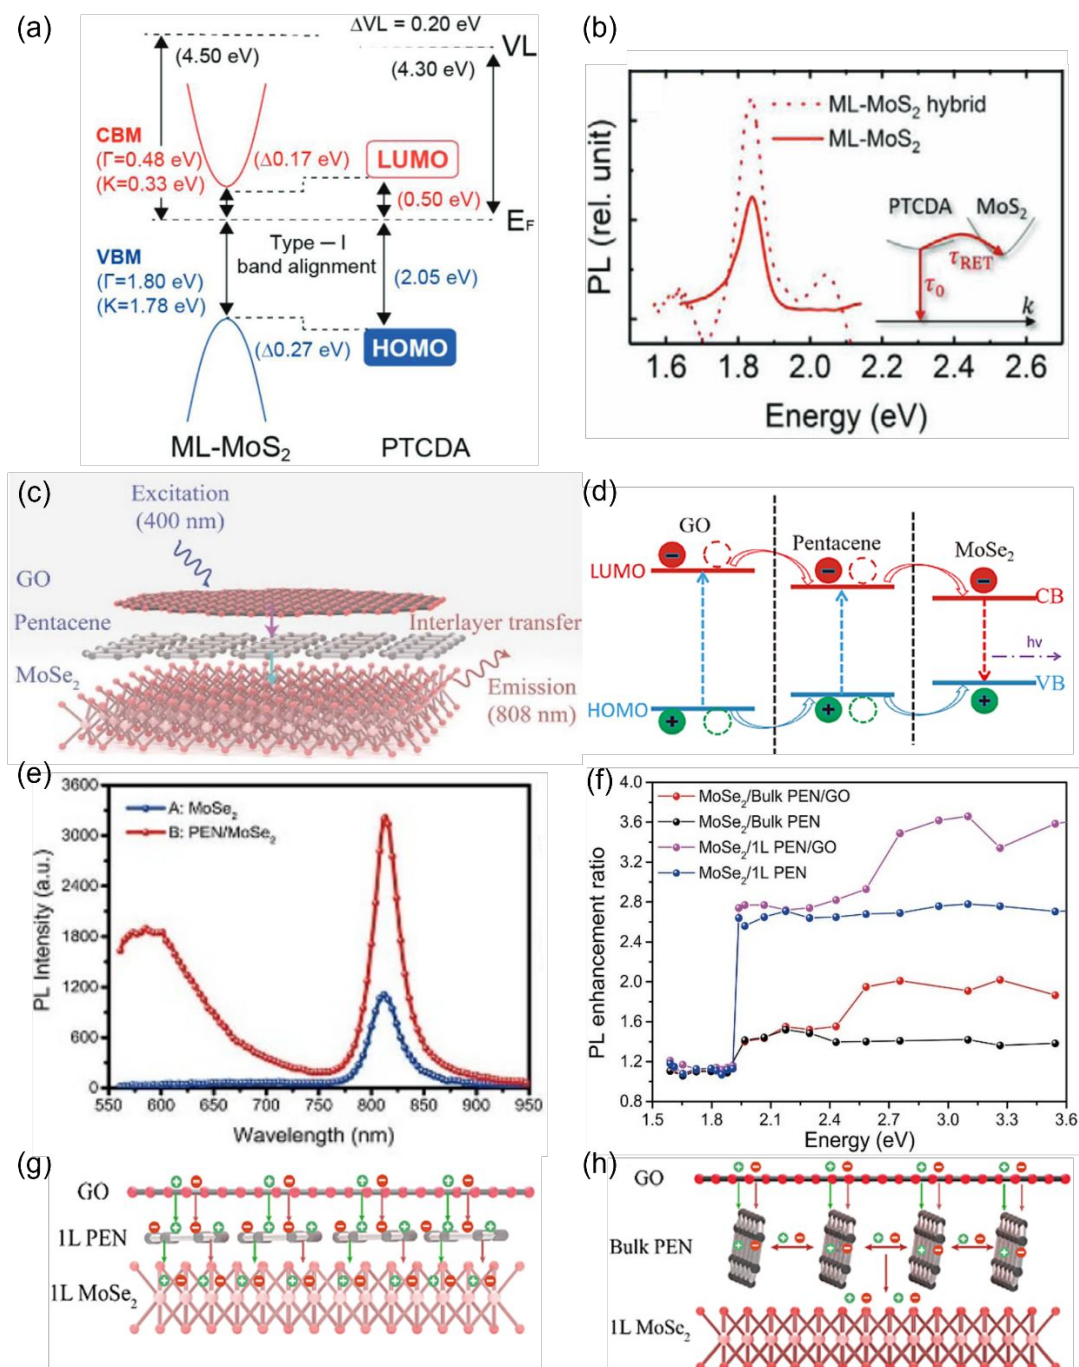 (a)
ΔVL = 0.20 eV
VL
(4.50 eV)
(4.30 eV)
CBM
(Γ=0.48 eV)
(K=0.33 eV)
(Δ0.17 eV)
LUMO
(0.50 eV)
E_F
Type – I
band alignment
VBM
(Γ=1.80 eV)
(K=1.78 eV)
(2.05 eV)
(Δ0.27 eV)
HOMO
ML-MoS₂
PTCDA
(b)
ML-MoS₂ hybrid
ML-MoS₂
PL (rel. unit)
PTCDA
MoS₂
τ_RET
τ₀
k
1.6 1.8 2.0 2.2 2.4 2.6
Energy (eV)
(c)
Excitation
(400 nm)
GO
Pentacene
Interlayer transfer
MoSe₂
Emission
(808 nm)
(d)
GO
Pentacene
MoSe₂
LUMO
CB
hν
VB
HOMO
(e)
3600
3000
2400
1800
1200
600
0
PL Intensity (a.u.)
A: MoSe₂
B: PEN/MoSe₂
550 600 650 700 750 800 850 900 950
Wavelength (nm)
(f)
4.0
3.6
3.2
2.8
2.4
2.0
1.6
1.2
0.8
PL enhancement ratio
MoSe₂/Bulk PEN/GO
MoSe₂/Bulk PEN
MoSe₂/1L PEN/GO
MoSe₂/1L PEN
1.5 1.8 2.1 2.4 2.7 3.0 3.3 3.6
Energy (eV)
(g)
GO
1L PEN
1L MoSe₂
(h)
GO
Bulk PEN
1L MoSe₂